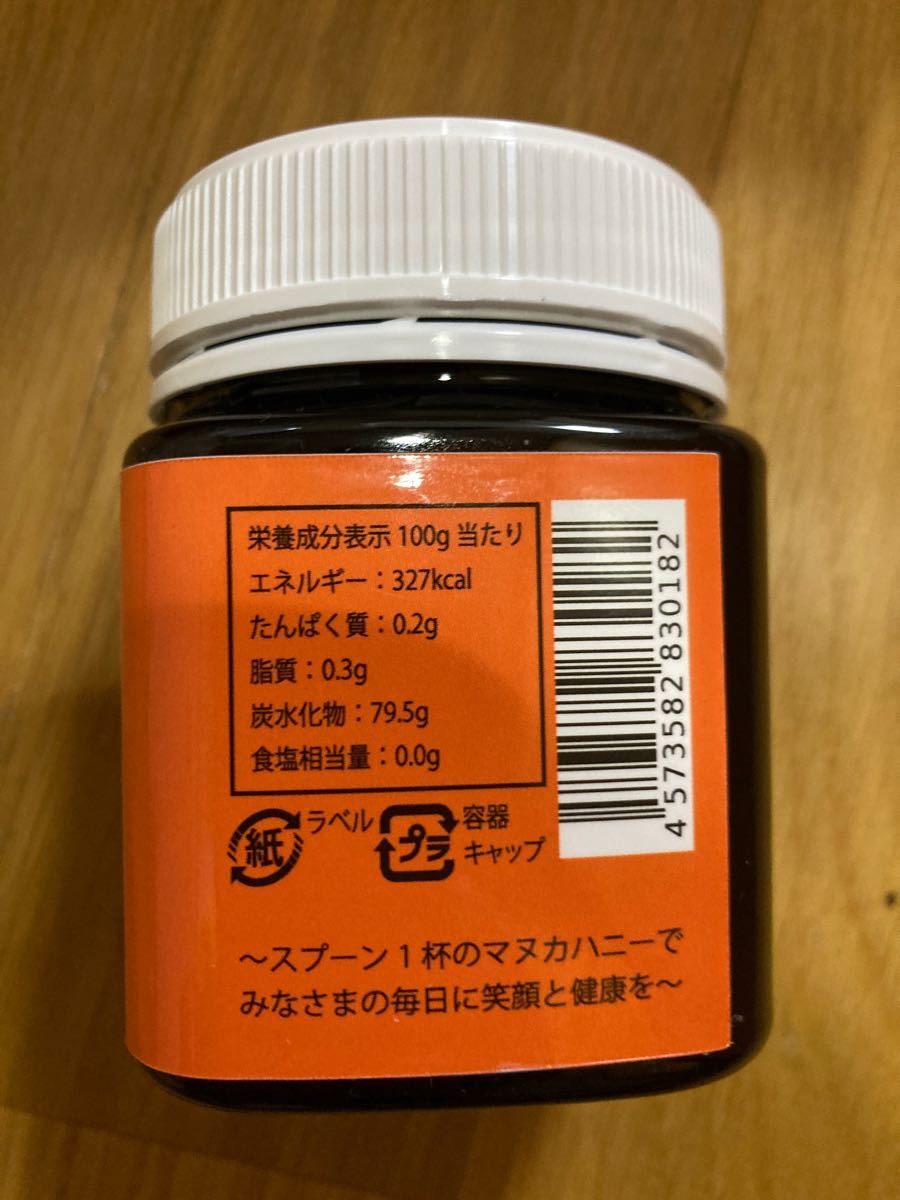 栄養成分表示 100g 当たり
エネルギー：327kcal
たんぱく質：0.2g
脂質：0.3g
炭水化物：79.5g
食塩相当量：0.0g
4 573582 830182
紙 ラベル
プラ 容器
キャップ
～スプーン 1 杯のマヌカハニーで
みなさまの毎日に笑顔と健康を～